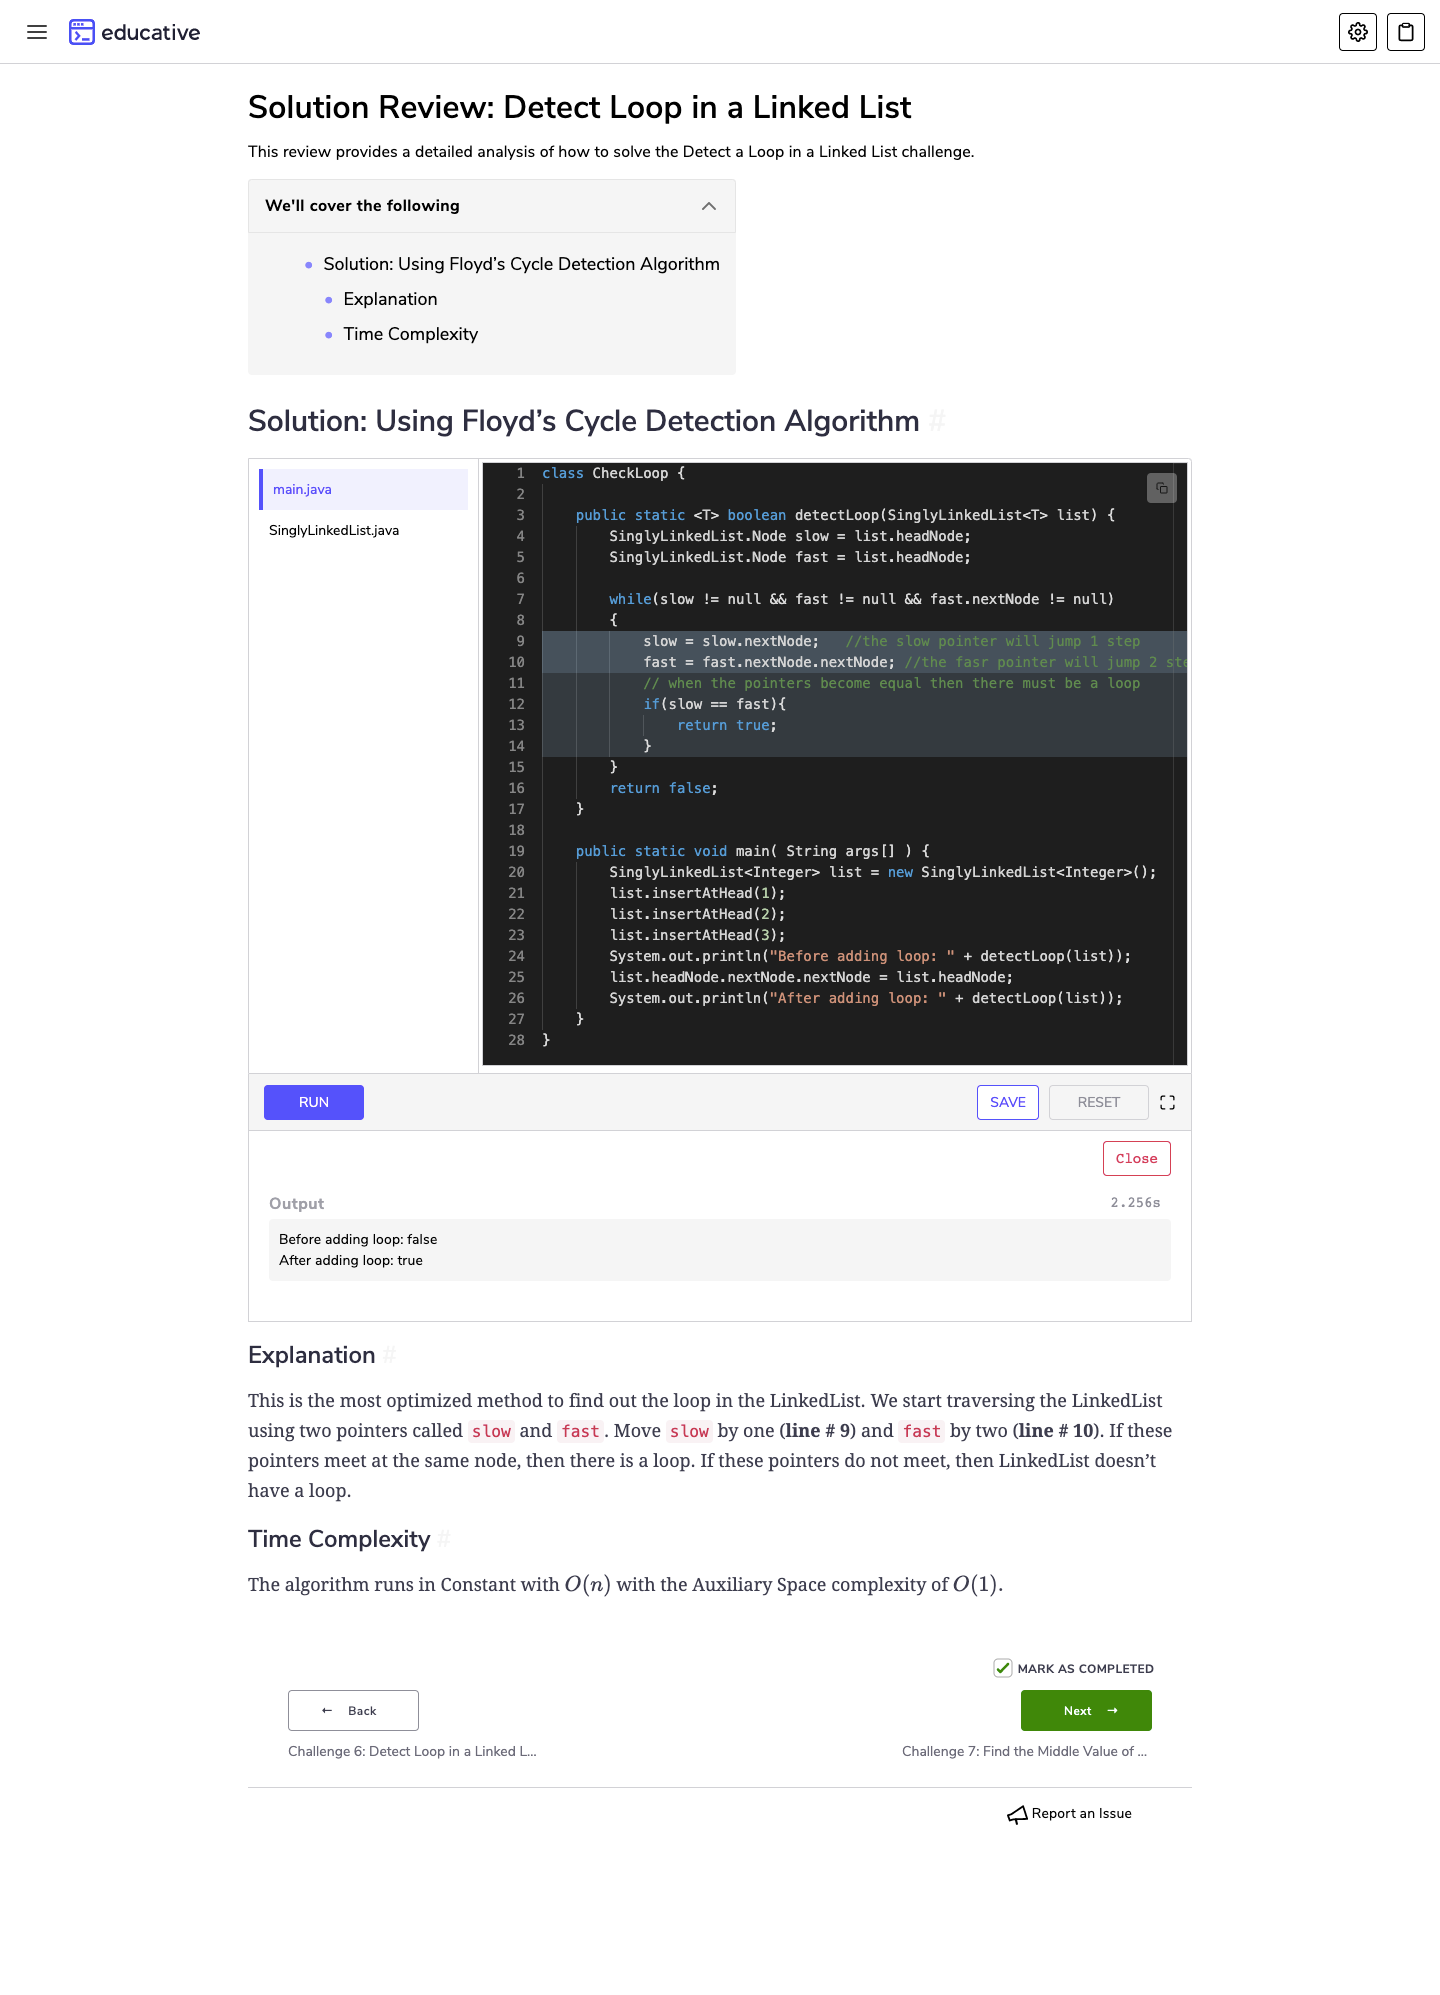 educative
Solution Review: Detect Loop in a Linked List
This review provides a detailed analysis of how to solve the Detect a Loop in a Linked List challenge.
We'll cover the following
Solution: Using Floyd’s Cycle Detection Algorithm
Explanation
Time Complexity
Solution: Using Floyd’s Cycle Detection Algorithm #
main.java
SinglyLinkedList.java
1 class CheckLoop {
2
3 public static <T> boolean detectLoop(SinglyLinkedList<T> list) {
4 SinglyLinkedList.Node slow = list.headNode;
5 SinglyLinkedList.Node fast = list.headNode;
6
7 while(slow != null && fast != null && fast.nextNode != null)
8 {
9 slow = slow.nextNode; //the slow pointer will jump 1 step
10 fast = fast.nextNode.nextNode; //the fasr pointer will jump 2 ste
11 // when the pointers become equal then there must be a loop
12 if(slow == fast){
13 return true;
14 }
15 }
16 return false;
17 }
18
19 public static void main( String args[] ) {
20 SinglyLinkedList<Integer> list = new SinglyLinkedList<Integer>();
21 list.insertAtHead(1);
22 list.insertAtHead(2);
23 list.insertAtHead(3);
24 System.out.println("Before adding loop: " + detectLoop(list));
25 list.headNode.nextNode.nextNode = list.headNode;
26 System.out.println("After adding loop: " + detectLoop(list));
27 }
28 }
RUN
SAVE
RESET
Close
Output
2.256s
Before adding loop: false
After adding loop: true
Explanation #
This is the most optimized method to find out the loop in the LinkedList. We start traversing the LinkedList
using two pointers called slow and fast. Move slow by one (line # 9) and fast by two (line # 10). If these
pointers meet at the same node, then there is a loop. If these pointers do not meet, then LinkedList doesn’t
have a loop.
Time Complexity #
The algorithm runs in Constant with O(n) with the Auxiliary Space complexity of O(1).
MARK AS COMPLETED
← Back
Next →
Challenge 6: Detect Loop in a Linked L...
Challenge 7: Find the Middle Value of ...
Report an Issue